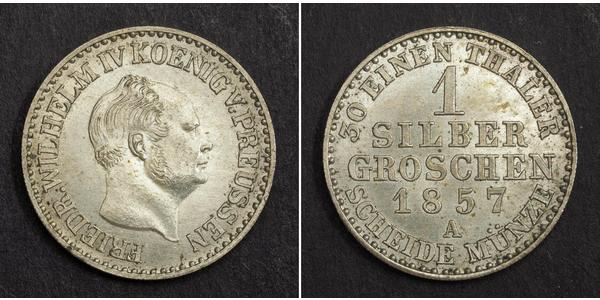 FRIEDR. WILHELM IV KOENIG V. PREUSSEN
30 EINEN THALER
1
SILBER
GROSCHEN
1857
A
SCHEIDE MÜNZE